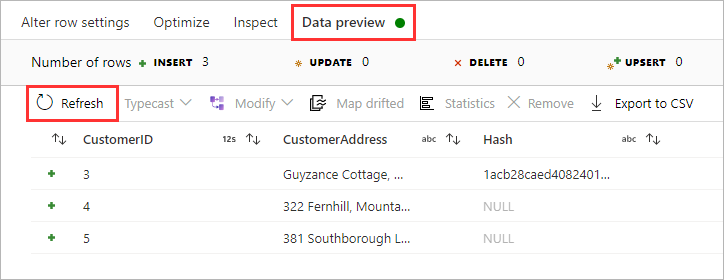 Alter row settings Optimize Inspect Data preview
Number of rows INSERT 3 UPDATE 0 DELETE 0 UPSERT 0
Refresh Typecast Modify Map drifted Statistics Remove Export to CSV
CustomerID 12s CustomerAddress abc Hash abc
3 Guyzance Cottage, ... 1acb28caed4082401...
4 322 Fernhill, Mounta... NULL
5 381 Southborough L... NULL